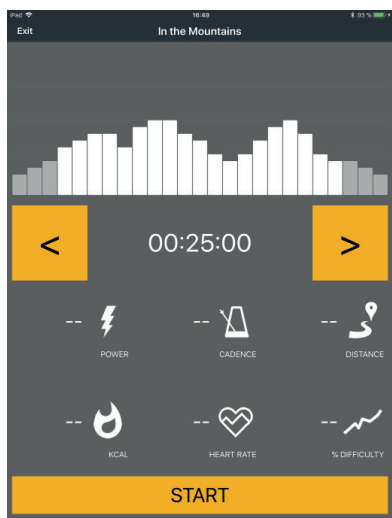 iPad 16:49 93 %
Exit In the Mountains
< 00:25:00 >
-- -- --
POWER CADENCE DISTANCE
-- -- --
KCAL HEART RATE % DIFFICULTY
START